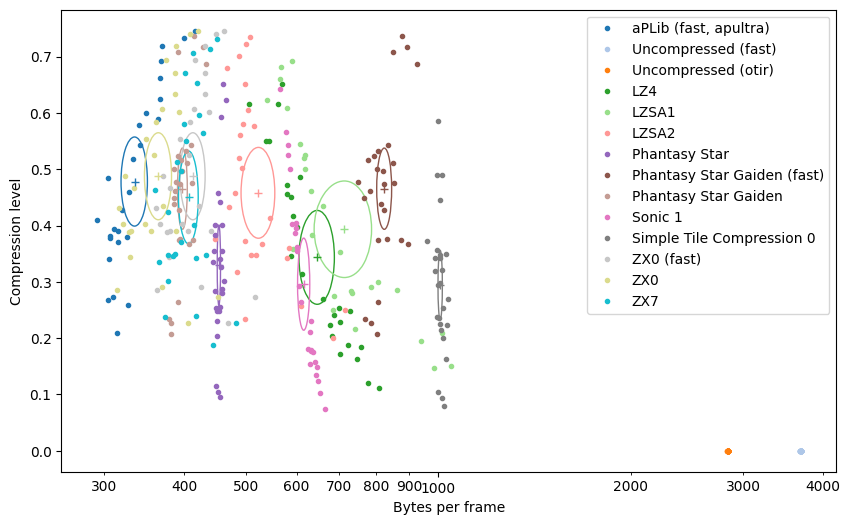 aPLib (fast, apultra)
Uncompressed (fast)
Uncompressed (otir)
LZ4
LZSA1
LZSA2
Phantasy Star
Phantasy Star Gaiden (fast)
Phantasy Star Gaiden
Sonic 1
Simple Tile Compression 0
ZX0 (fast)
ZX0
ZX7
Compression level
0.7
0.6
0.5
0.4
0.3
0.2
0.1
0.0
300 400 500 600 700 800 900 1000 2000 3000 4000
Bytes per frame